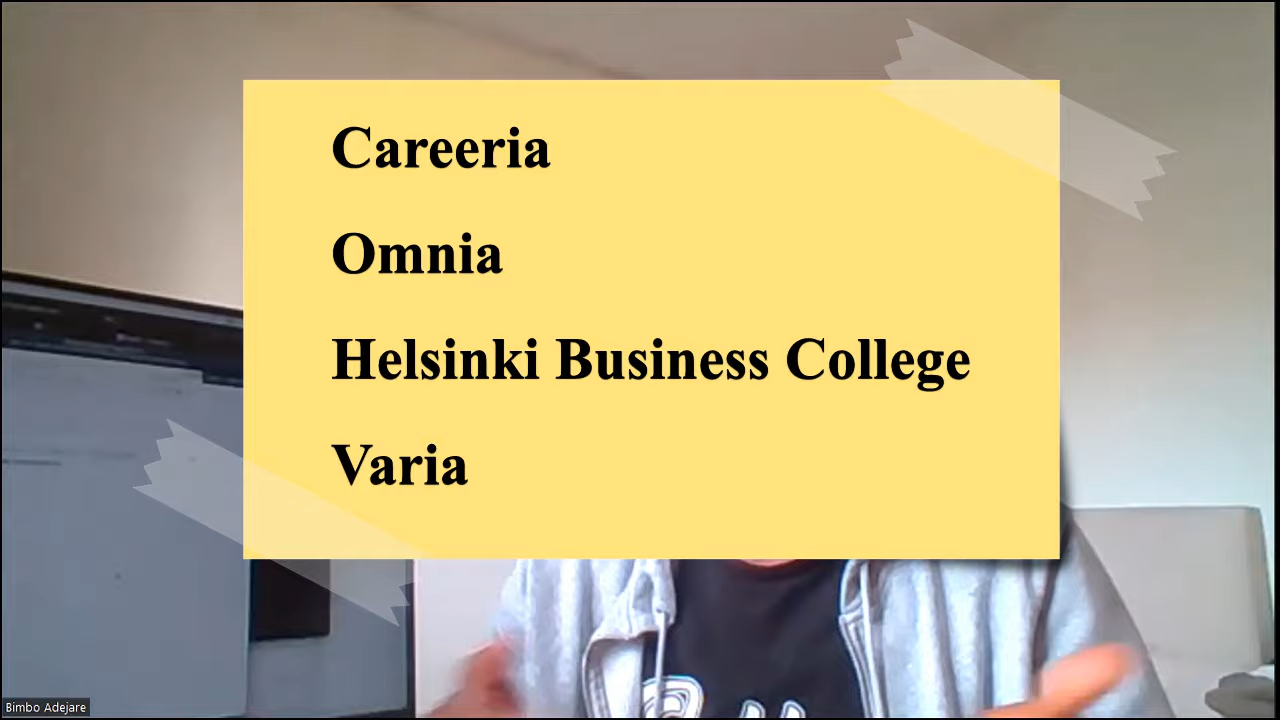 Careeria
Omnia
Helsinki Business College
Varia
Bimbo Adejare